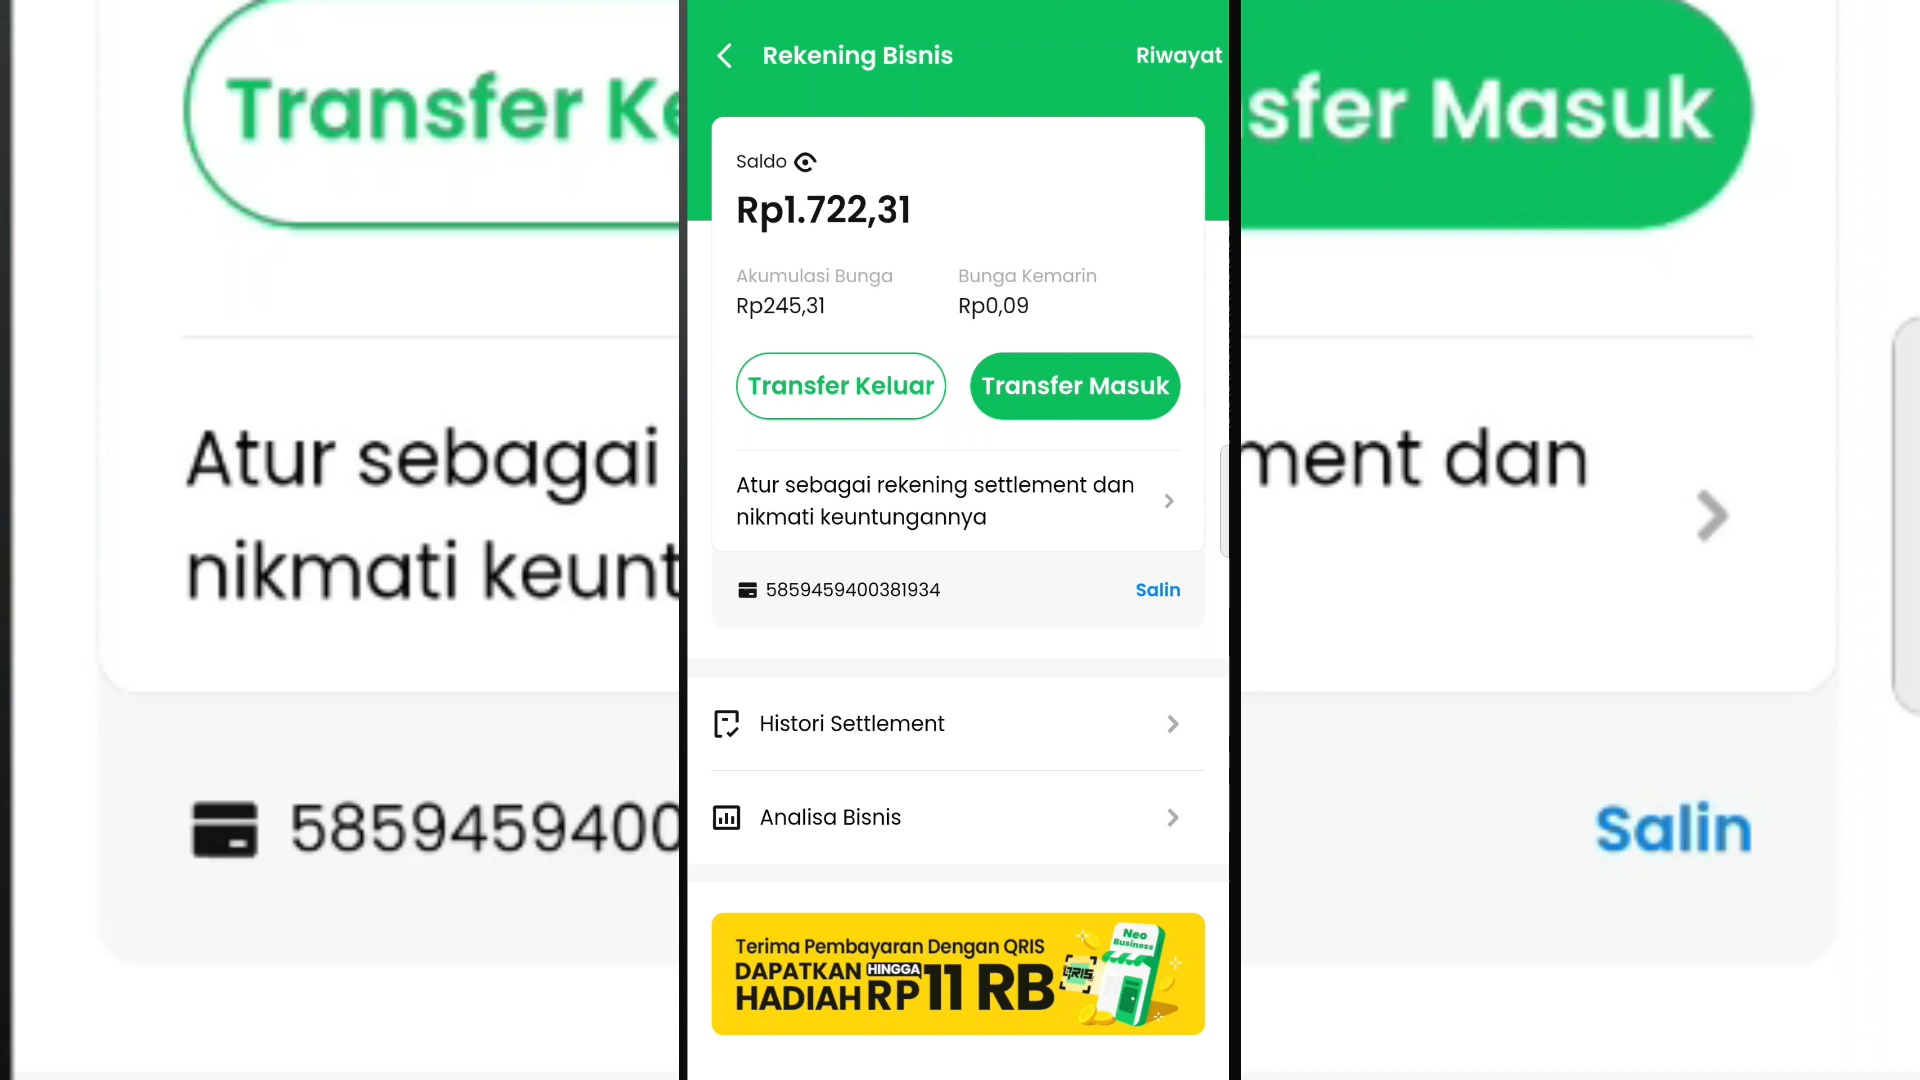 Rekening Bisnis
Riwayat
Saldo
Rp1.722,31
Akumulasi Bunga
Bunga Kemarin
Rp245,31
Rp0,09
Transfer Keluar
Transfer Masuk
Atur sebagai rekening settlement dan
nikmati keuntungannya
5859459400381934
Salin
Histori Settlement
Analisa Bisnis
Terima Pembayaran Dengan QRIS
DAPATKAN HINGGA
HADIAH RP 11 RB
Neo
Business
QRIS
Transfer Ke
sfer Masuk
Atur sebagai
ment dan
nikmati keunt
5859459400
Salin